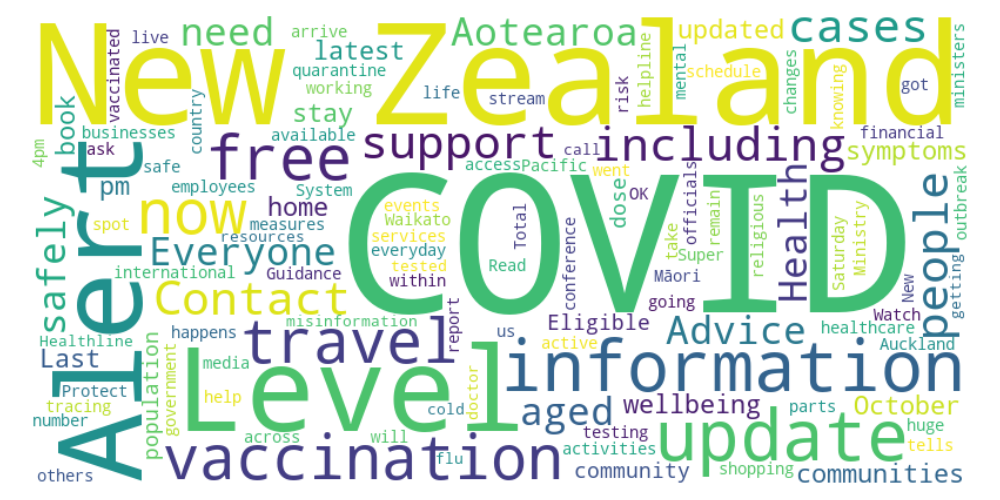 New Zealand
COVID
Alert
Level
information
update
vaccination
travel
free
now
support
including
people
Contact
Everyone
Health
Advice
aged
cases
Aotearoa
need
safely
communities
wellbeing
October
symptoms
updated
latest
stay
home
book
pm
Last
community
Eligible
dose
vaccinated
live
arrive
quarantine
working
life
stream
risk
helpline
mental
schedule
changes
knowing
got
ministers
4pm
businesses
ask
country
safe
available
employees
System
call
access
Pacific
went
OK
officials
financial
outbreak
spot
measures
resources
events
Waikato
services
everyday
tested
within
Read
Total
conference
take
Super
remain
religious
Saturday
Ministry
New
Watch
getting
international
Guidance
Māori
going
misinformation
report
us
active
healthcare
Auckland
Healthline
happens
population
government
media
help
doctor
cold
flu
Protect
tracing
number
others
across
will
testing
activities
parts
shopping
huge
tells